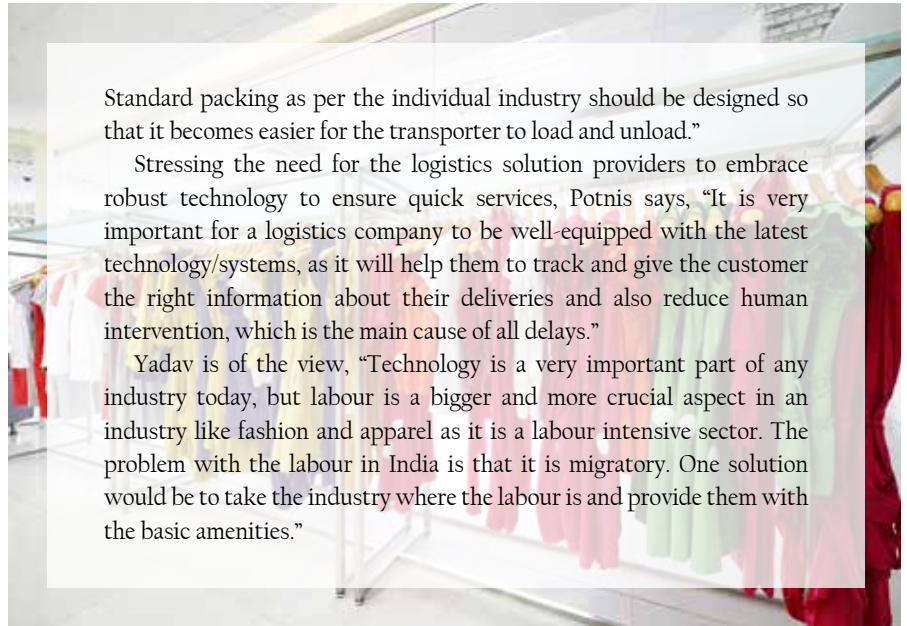 Standard packing as per the individual industry should be designed so
that it becomes easier for the transporter to load and unload.”
Stressing the need for the logistics solution providers to embrace
robust technology to ensure quick services, Potnis says, “It is very
important for a logistics company to be well-equipped with the latest
technology/systems, as it will help them to track and give the customer
the right information about their deliveries and also reduce human
intervention, which is the main cause of all delays.”
Yadav is of the view, “Technology is a very important part of any
industry today, but labour is a bigger and more crucial aspect in an
industry like fashion and apparel as it is a labour intensive sector. The
problem with the labour in India is that it is migratory. One solution
would be to take the industry where the labour is and provide them with
the basic amenities.”